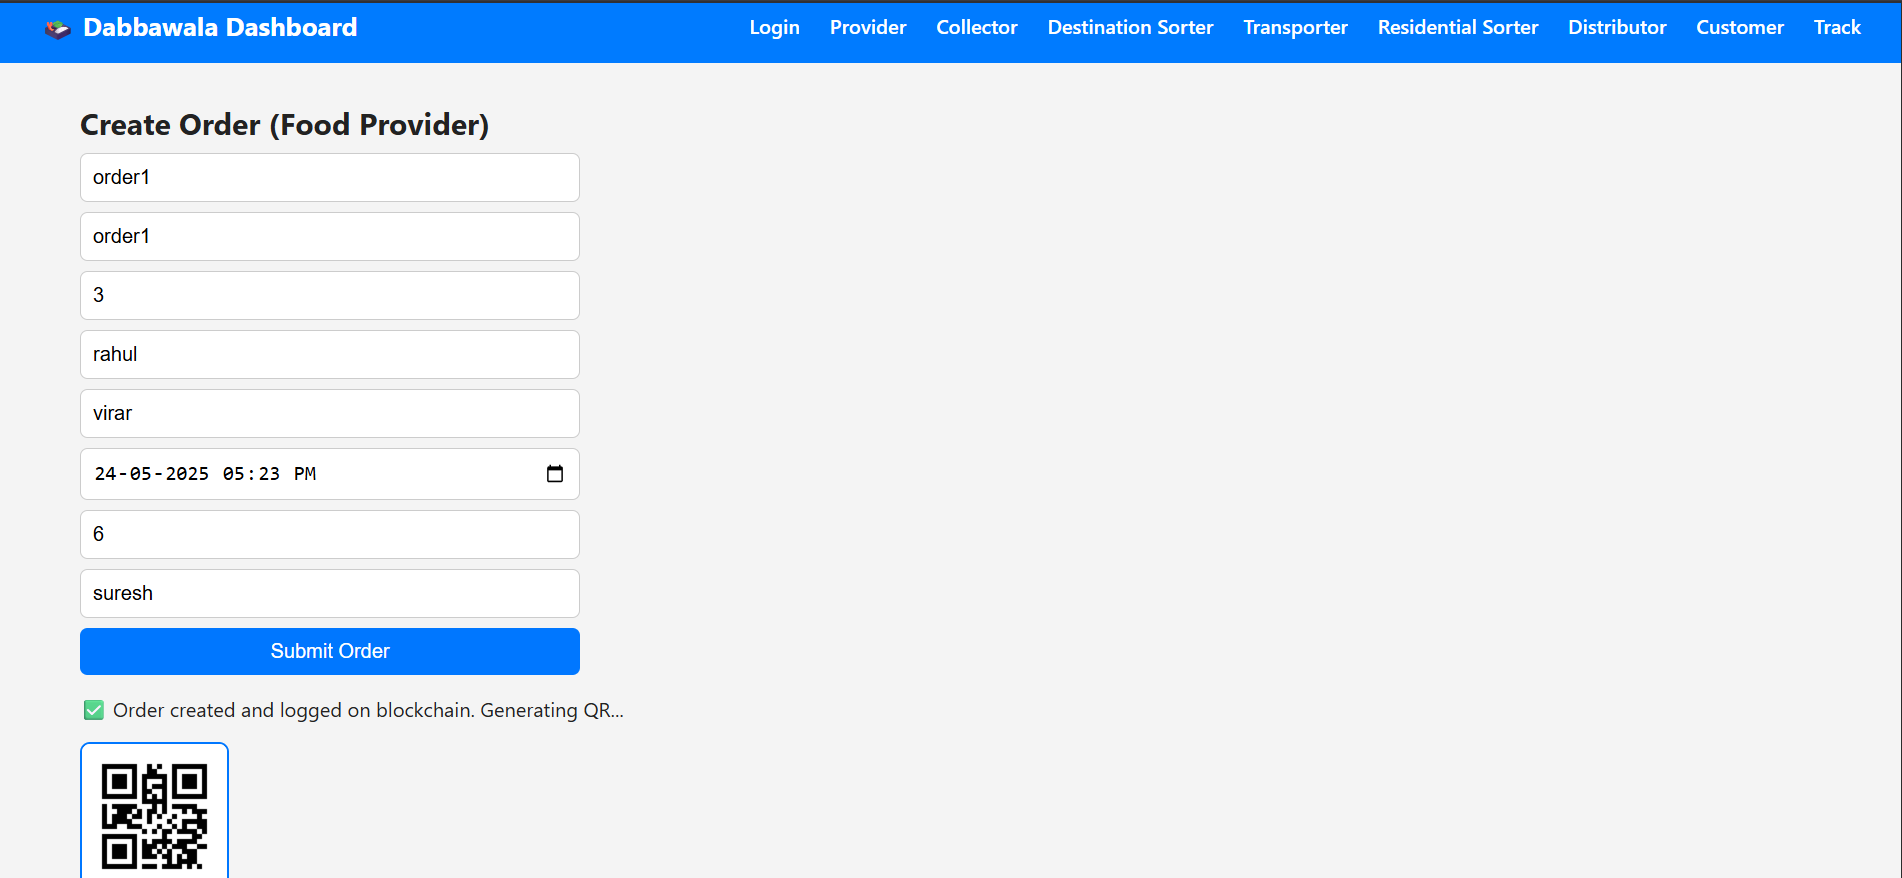 Dabbawala Dashboard Login Provider Collector Destination Sorter Transporter Residential Sorter Distributor Customer Track
Create Order (Food Provider)
order1
order1
3
rahul
virar
24-05-2025 05:23 PM
6
suresh
Submit Order
✅ Order created and logged on blockchain. Generating QR...